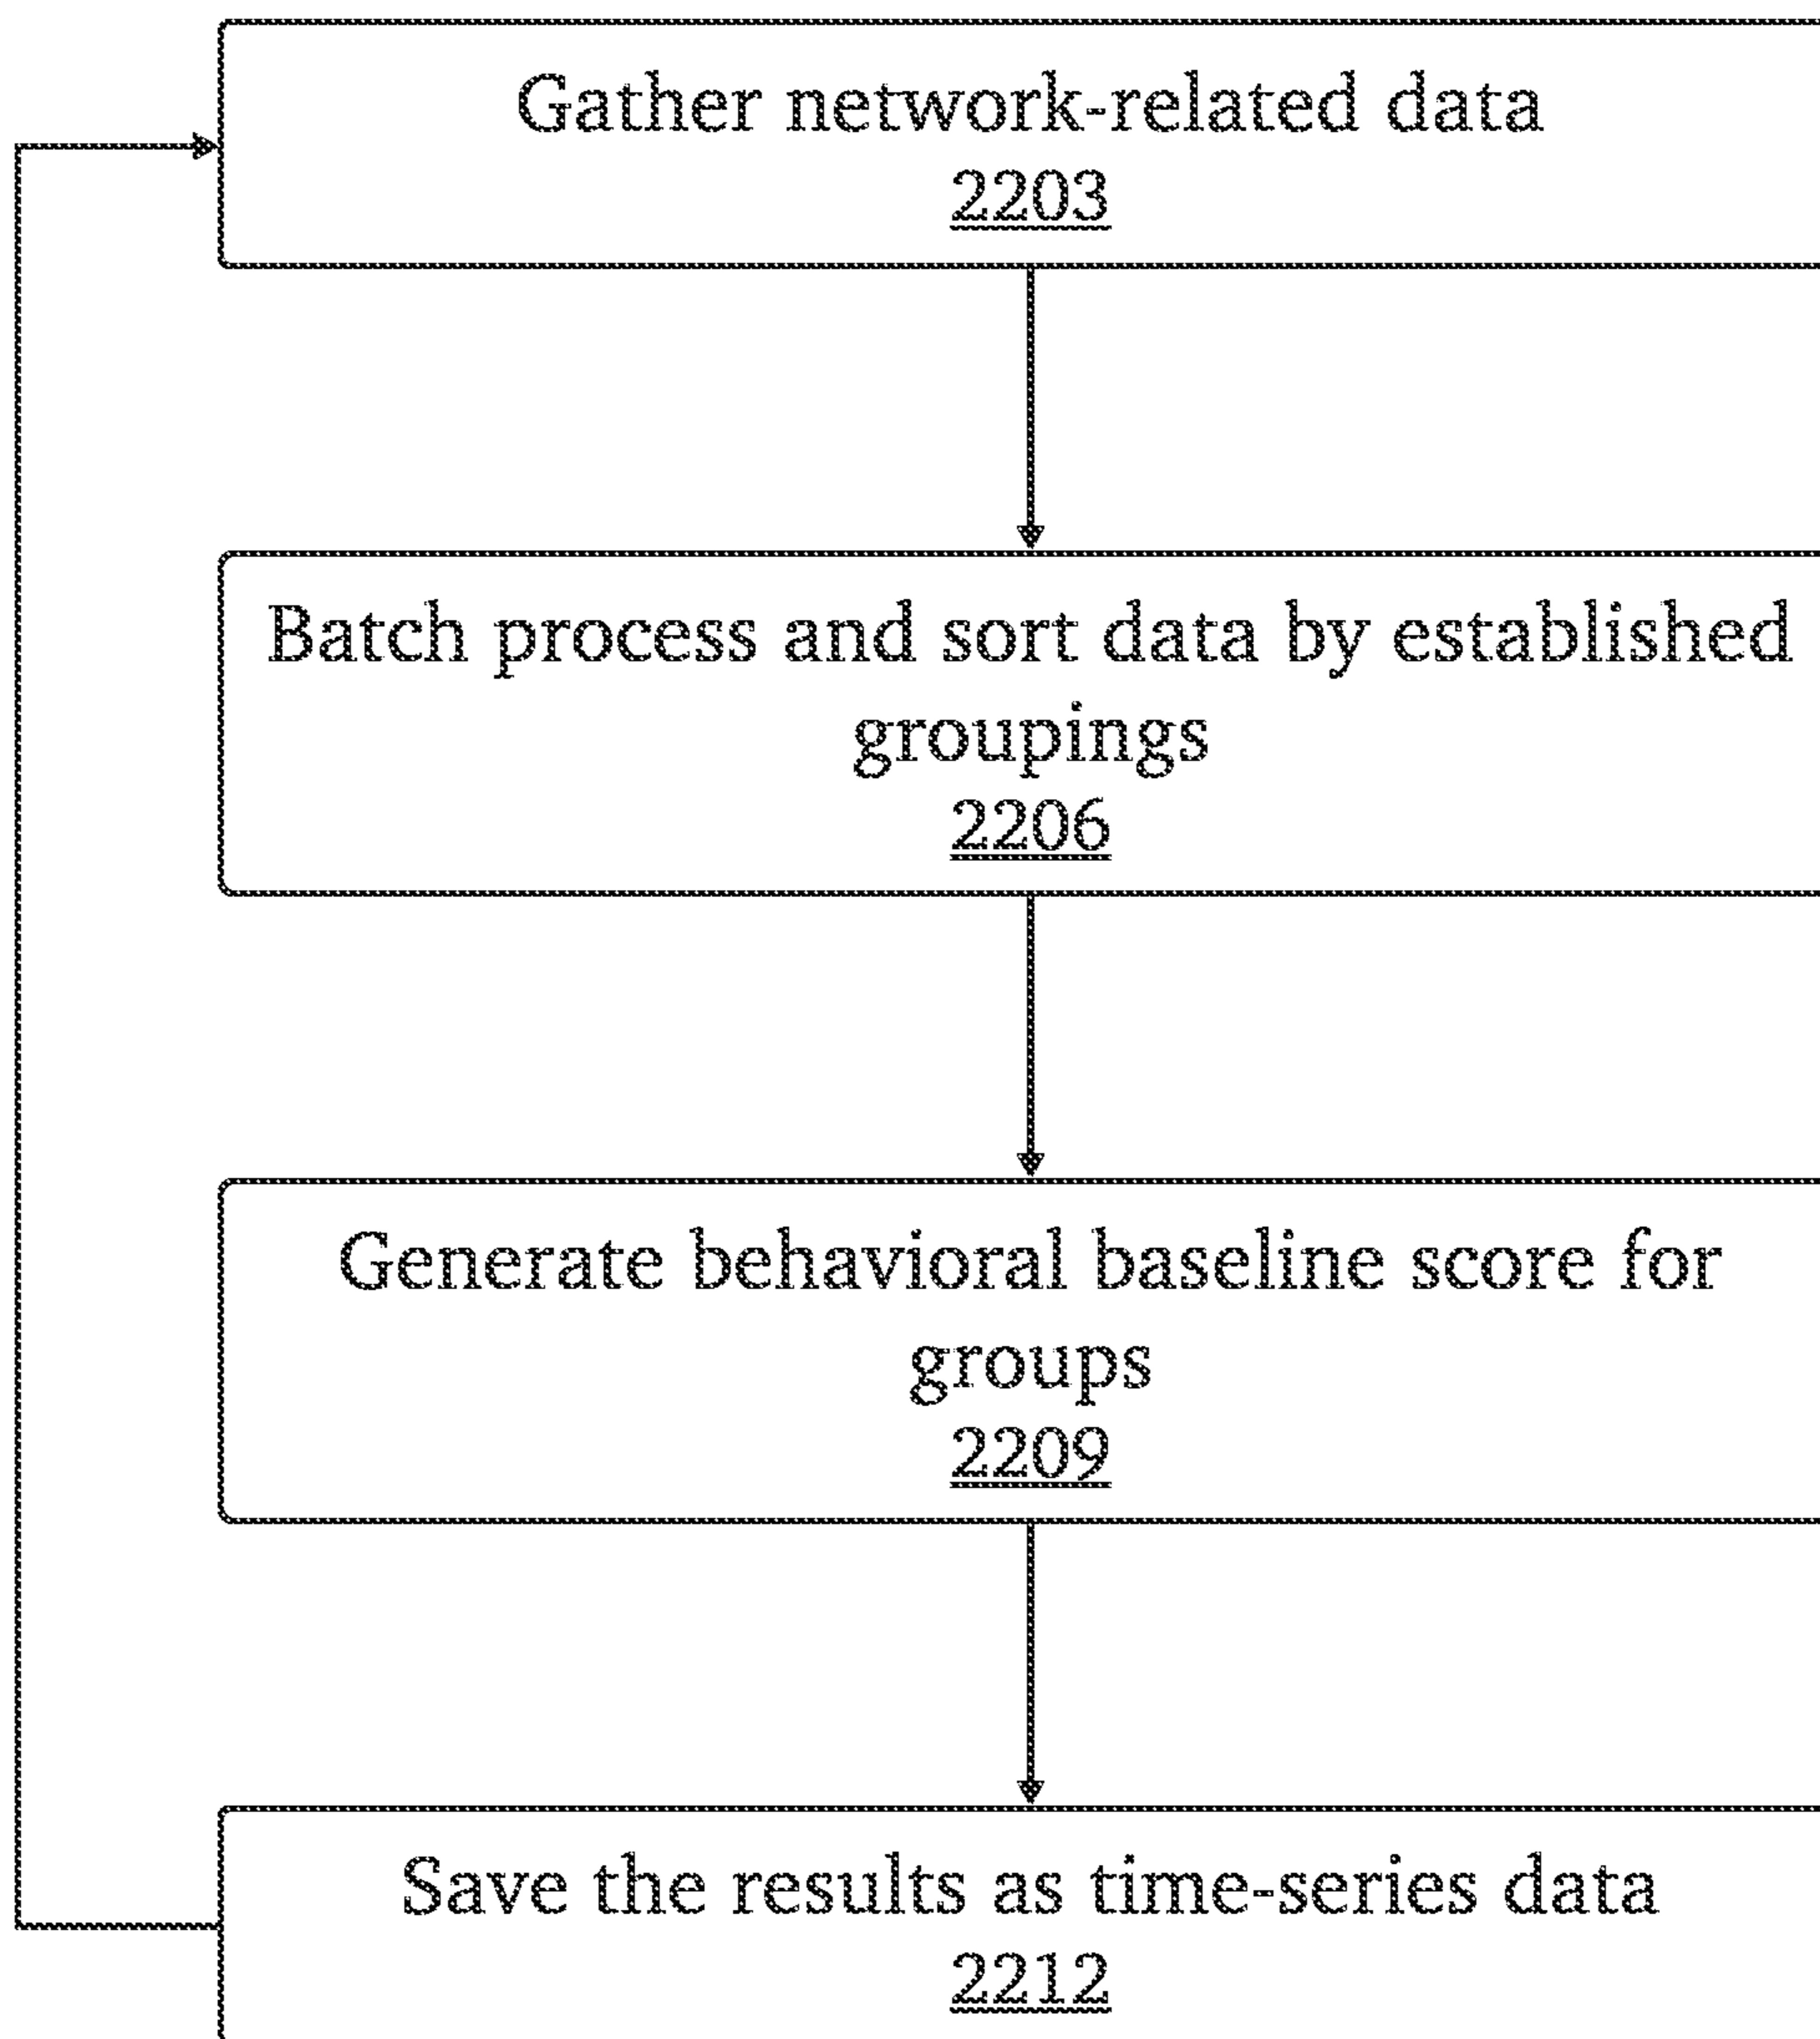 Gather network-related data
2203
Batch process and sort data by established
groupings
2206
Generate behavioral baseline score for
groups
2209
Save the results as time-series data
2212